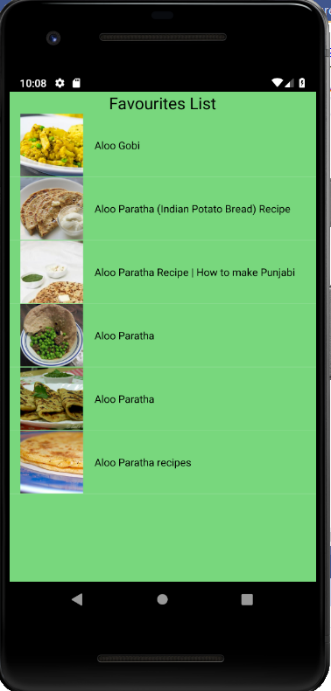 10:08
Favourites List
Aloo Gobi
Aloo Paratha (Indian Potato Bread) Recipe
Aloo Paratha Recipe | How to make Punjabi
Aloo Paratha
Aloo Paratha
Aloo Paratha recipes